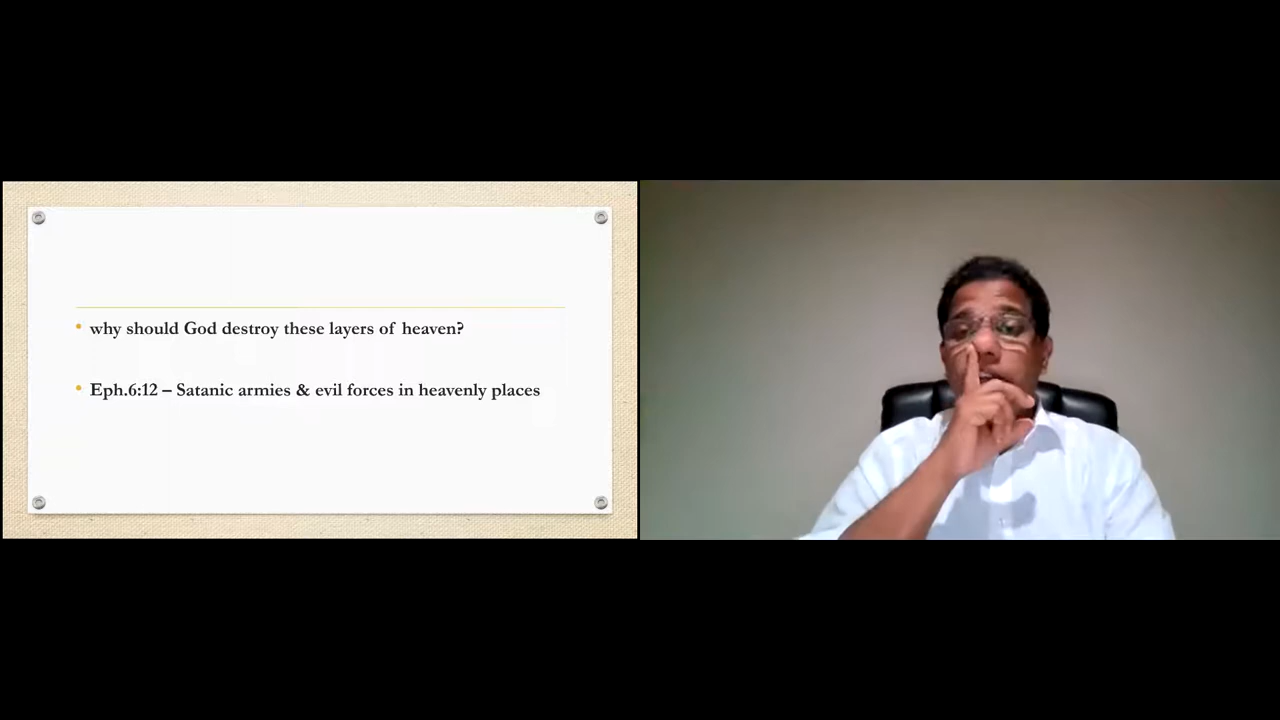 why should God destroy these layers of heaven?
Eph.6:12 – Satanic armies & evil forces in heavenly places